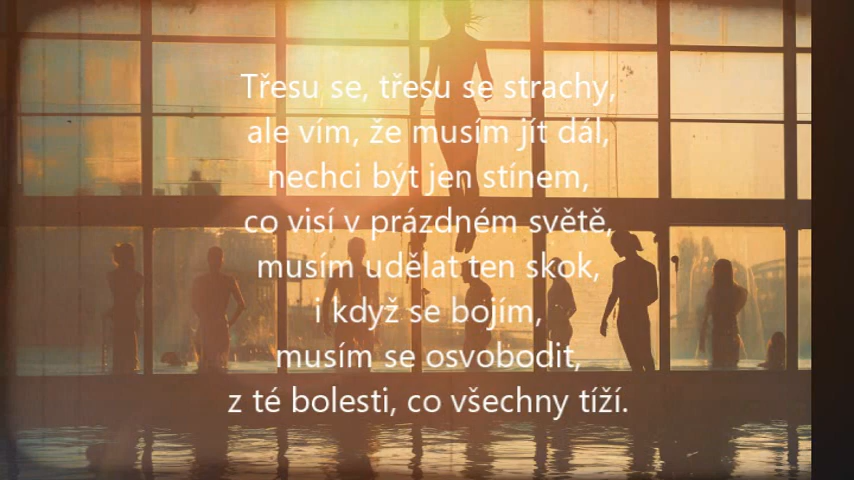 Třesu se, třesu se strachy,
ale vím, že musím jít dál,
nechci být jen stínem,
co visí v prázdném světě,
musím udělat ten skok,
i když se bojím,
musím se osvobodit,
z té bolesti, co všechny tíží.